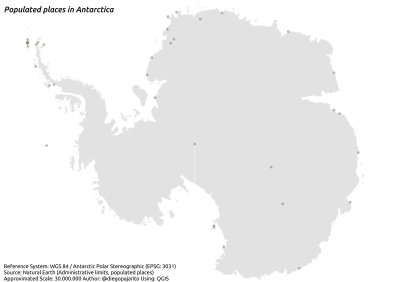 Populated places in Antarctica
Reference System: WGS 84 / Antarctic Polar Stereographic (EPSG: 3031)
Source: Natural Earth (Administrative limits, populated places)
Approximated Scale: 30.000.000 Author: @diegopajarito Using: QGIS